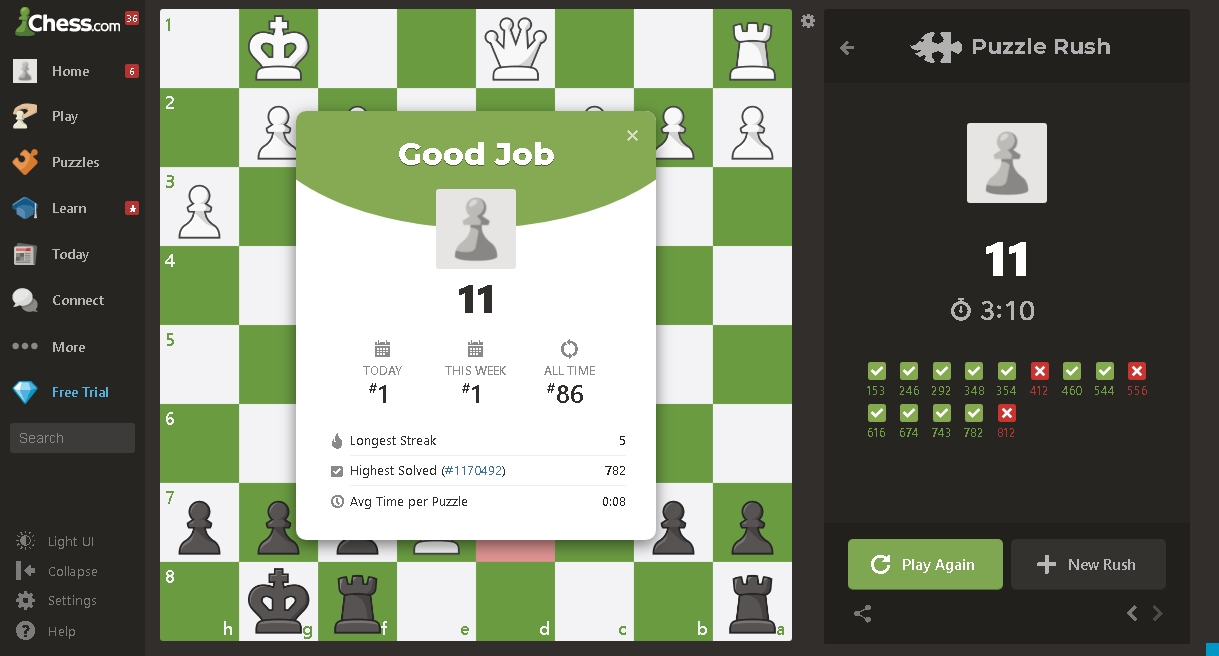 Chess.com 36
Home 6
Play
Puzzles
Learn
Today
Connect
More
Free Trial
Search
Light UI
Collapse
Settings
Help
1
2
3
4
5
6
7
8
h g f e d c b a
Good Job
×
11
TODAY THIS WEEK ALL TIME
#1 #1 #86
Longest Streak 5
Highest Solved (#1170492) 782
Avg Time per Puzzle 0:08
Puzzle Rush
11
3:10
153 246 292 348 354 412 460 544 556
616 674 743 782 812
Play Again
New Rush